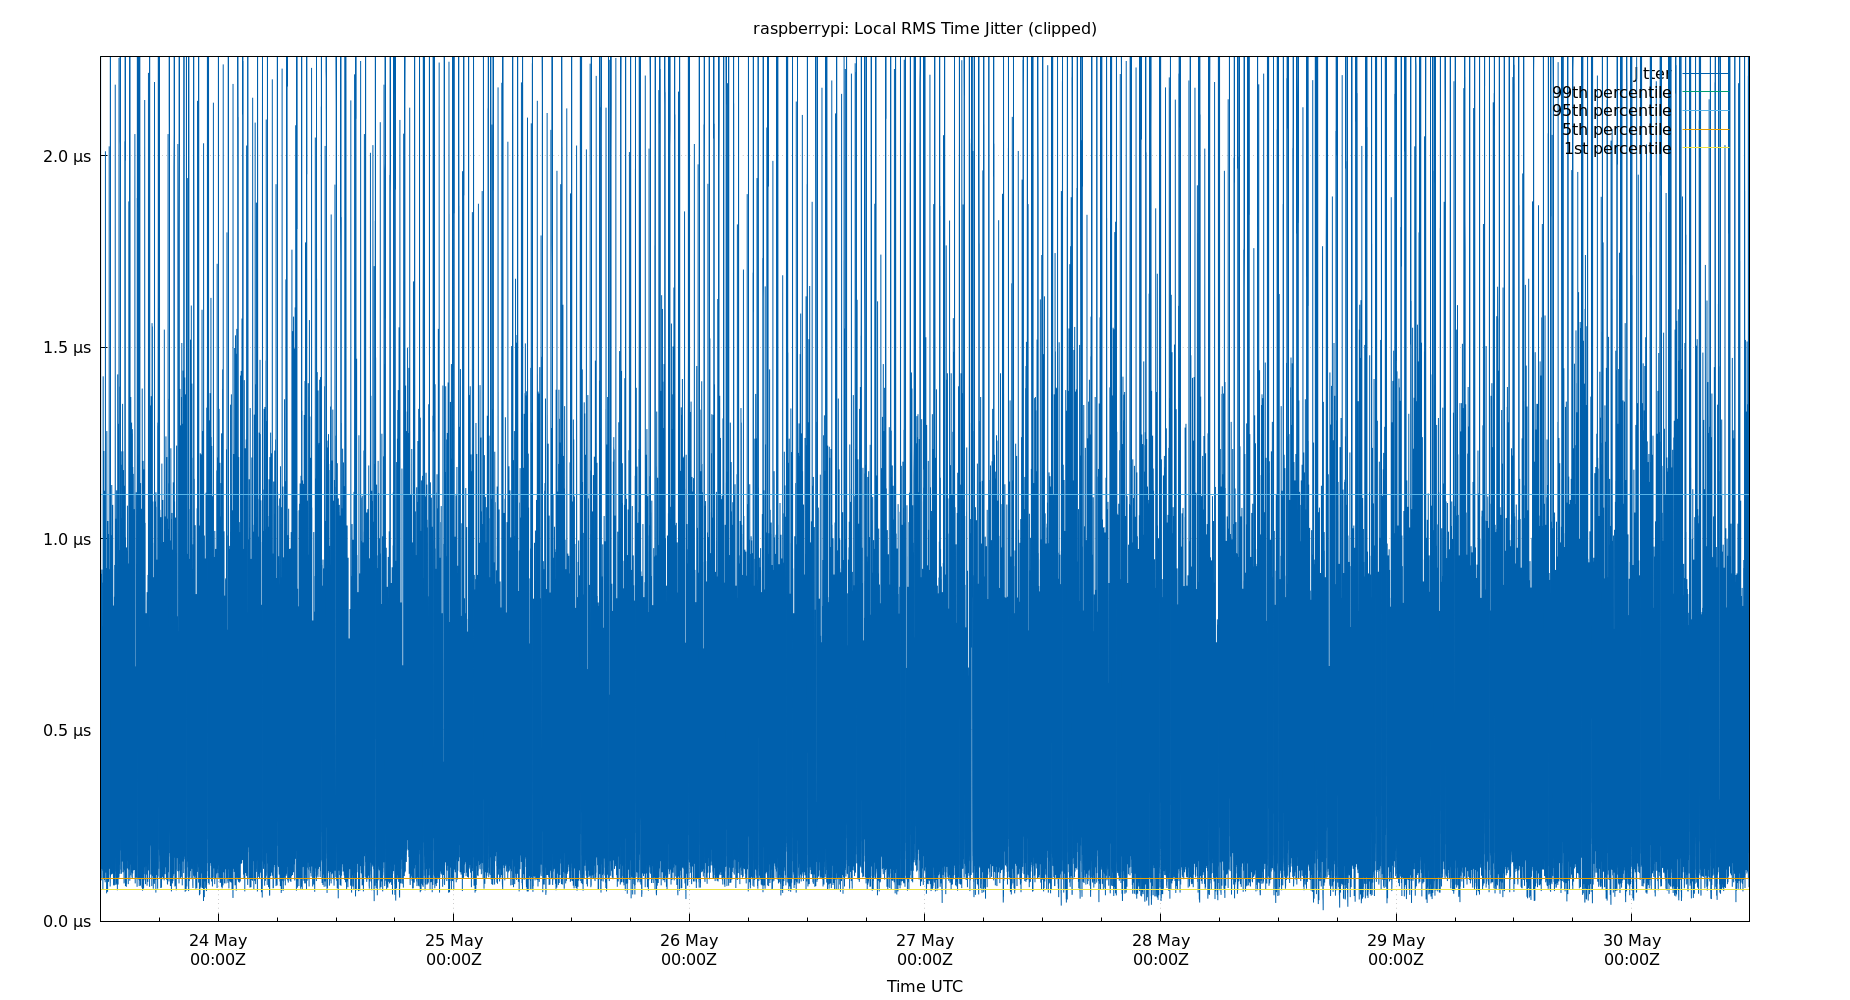 raspberrypi: Local RMS Time Jitter (clipped)
Jitter
99th percentile
95th percentile
5th percentile
1st percentile
2.0 µs
1.5 µs
1.0 µs
0.5 µs
0.0 µs
24 May 25 May 26 May 27 May 28 May 29 May 30 May
00:00Z 00:00Z 00:00Z 00:00Z 00:00Z 00:00Z 00:00Z
Time UTC